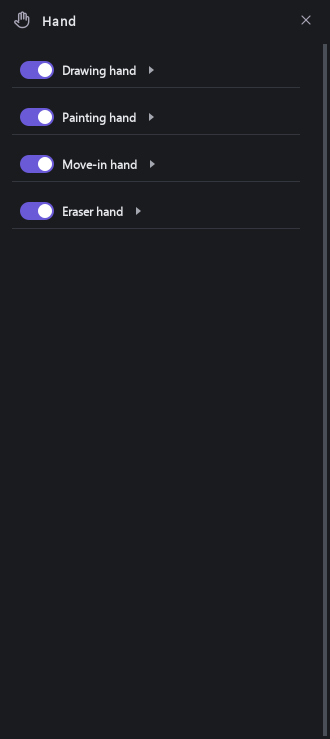 Hand
Drawing hand
Painting hand
Move-in hand
Eraser hand